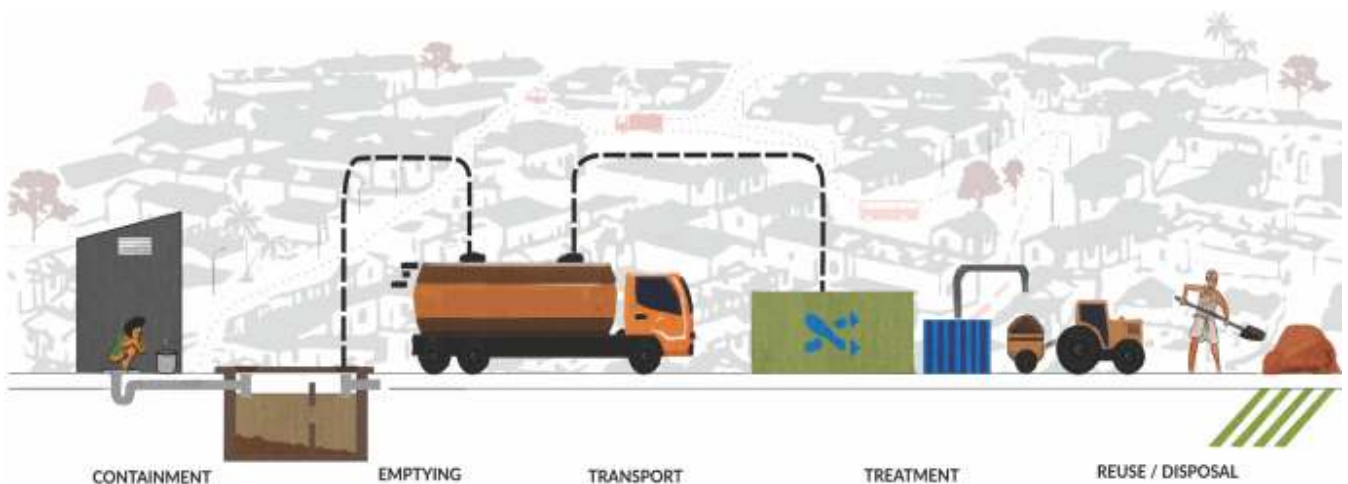 CONTAINMENT
EMPTYING
TRANSPORT
TREATMENT
REUSE / DISPOSAL